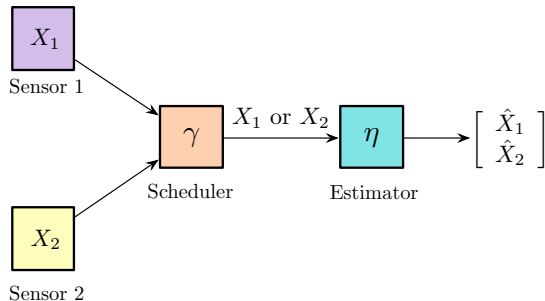 X₁
Sensor 1
γ
Scheduler
X₁ or X₂
η
Estimator
X̂₁
X̂₂
X₂
Sensor 2